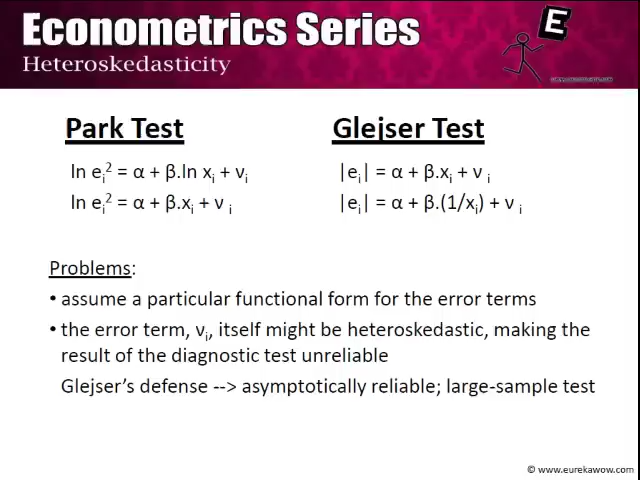 Econometrics Series
Heteroskedasticity
E
Park Test
Glejser Test
ln eᵢ² = α + β.ln xᵢ + νᵢ
ln eᵢ² = α + β.xᵢ + ν ᵢ
|eᵢ| = α + β.xᵢ + ν ᵢ
|eᵢ| = α + β.(1/xᵢ) + ν ᵢ
Problems:
• assume a particular functional form for the error terms
• the error term, νᵢ, itself might be heteroskedastic, making the
result of the diagnostic test unreliable
Glejser’s defense --> asymptotically reliable; large-sample test
© www.eurekawow.com